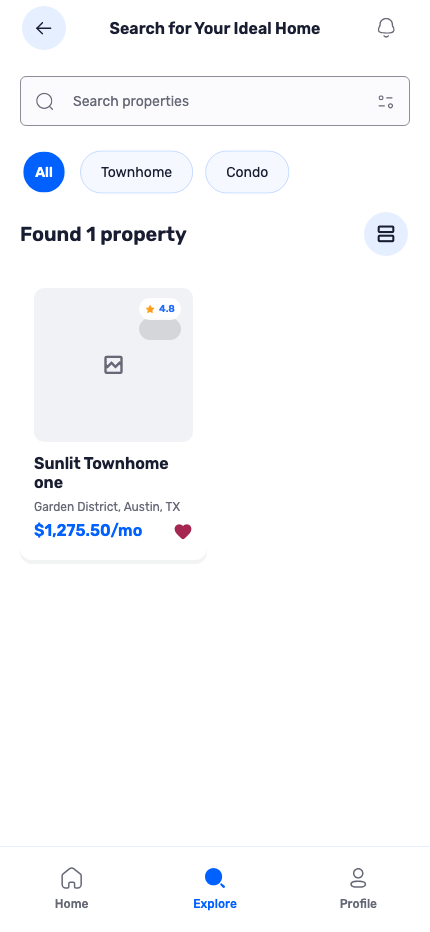 Search for Your Ideal Home
Search properties
All
Townhome
Condo
Found 1 property
4.8
Sunlit Townhome
one
Garden District, Austin, TX
$1,275.50/mo
Home
Explore
Profile